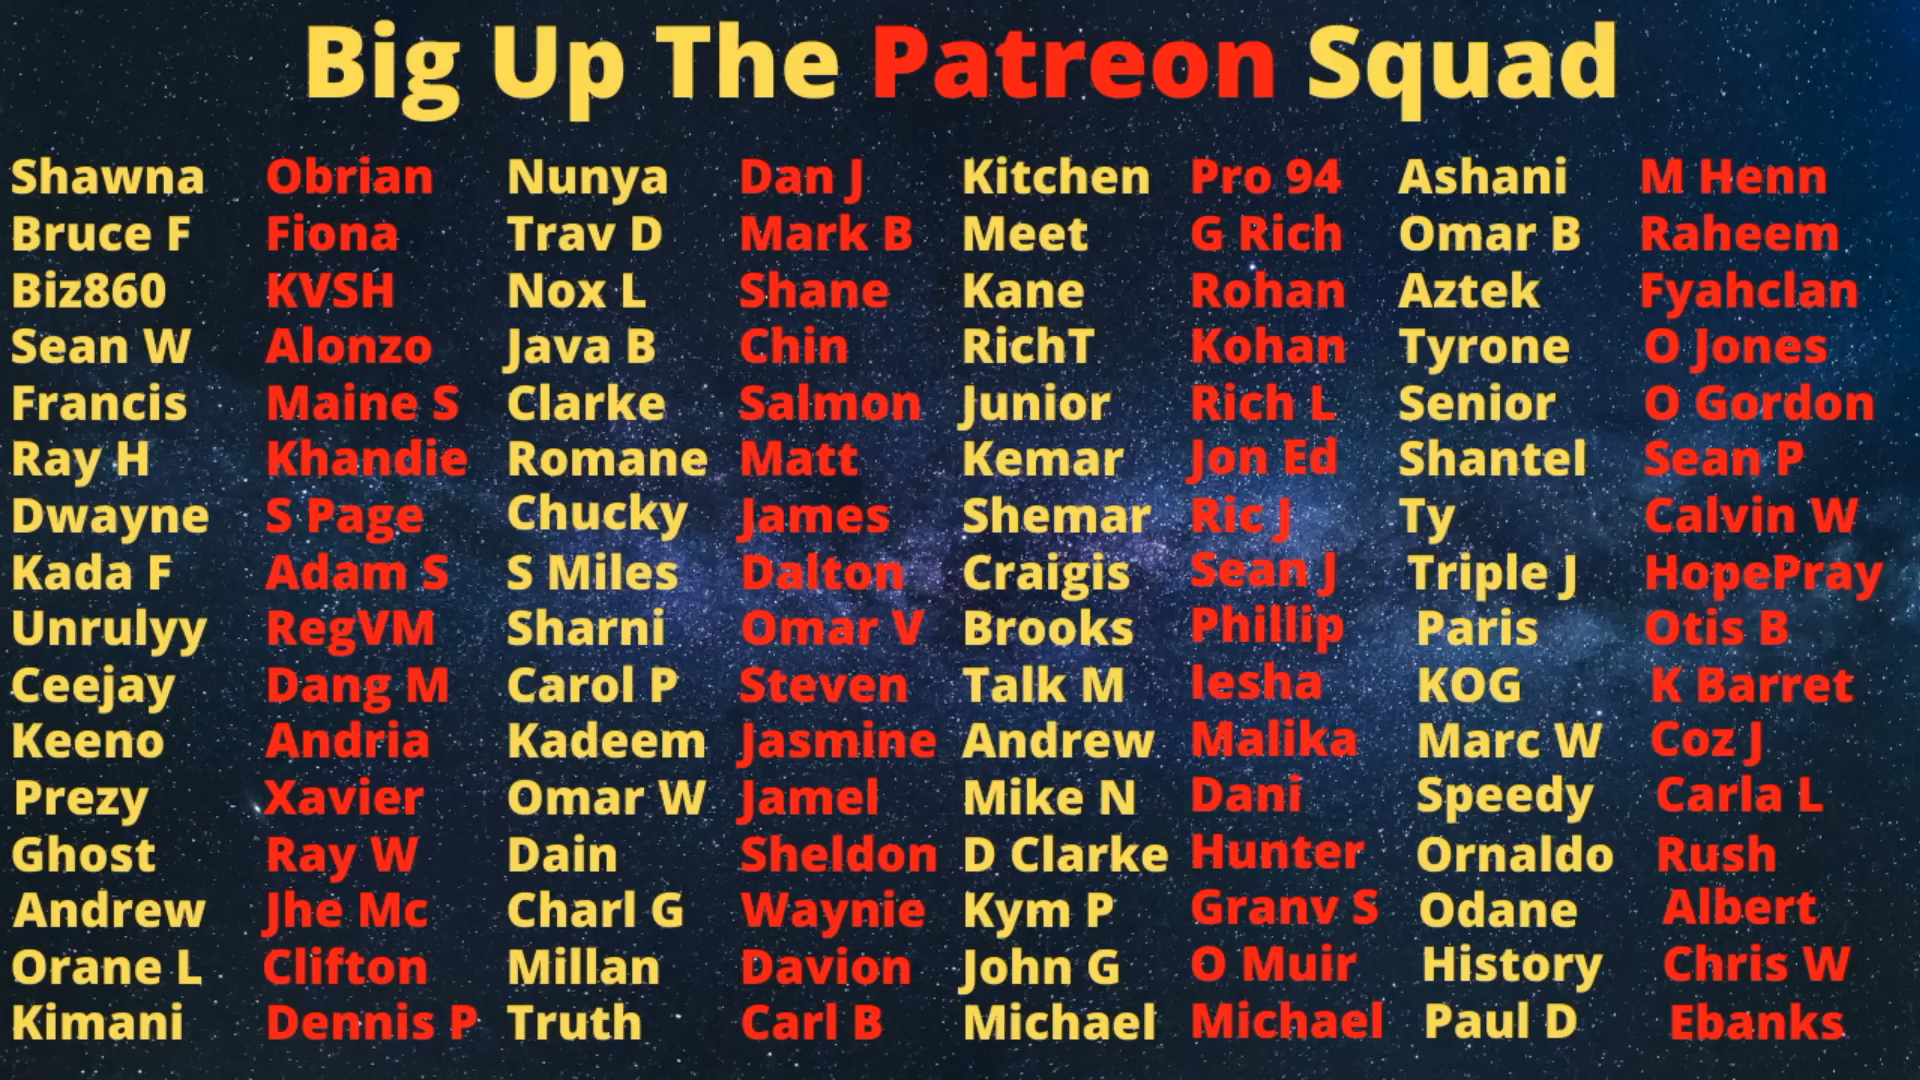 Big Up The Patreon Squad
Shawna Obrian Nunya Dan J Kitchen Pro 94 Ashani M Henn
Bruce F Fiona Trav D Mark B Meet G Rich Omar B Raheem
Biz860 KVSH Nox L Shane Kane Rohan Aztek Fyahclan
Sean W Alonzo Java B Chin RichT Kohan Tyrone O Jones
Francis Maine S Clarke Salmon Junior Rich L Senior O Gordon
Ray H Khandie Romane Matt Kemar Jon Ed Shantel Sean P
Dwayne S Page Chucky James Shemar Ric J Ty Calvin W
Kada F Adam S S Miles Dalton Craigis Sean J Triple J HopePray
Unrulyy RegVM Sharni Omar V Brooks Phillip Paris Otis B
Ceejay Dang M Carol P Steven Talk M Iesha KOG K Barret
Keeno Andria Kadeem Jasmine Andrew Malika Marc W Coz J
Prezy Xavier Omar W Jamel Mike N Dani Speedy Carla L
Ghost Ray W Dain Sheldon D Clarke Hunter Ornaldo Rush
Andrew Jhe Mc Charl G Waynie Kym P Granv S Odane Albert
Orane L Clifton Millan Davion John G O Muir History Chris W
Kimani Dennis P Truth Carl B Michael Michael Paul D Ebanks